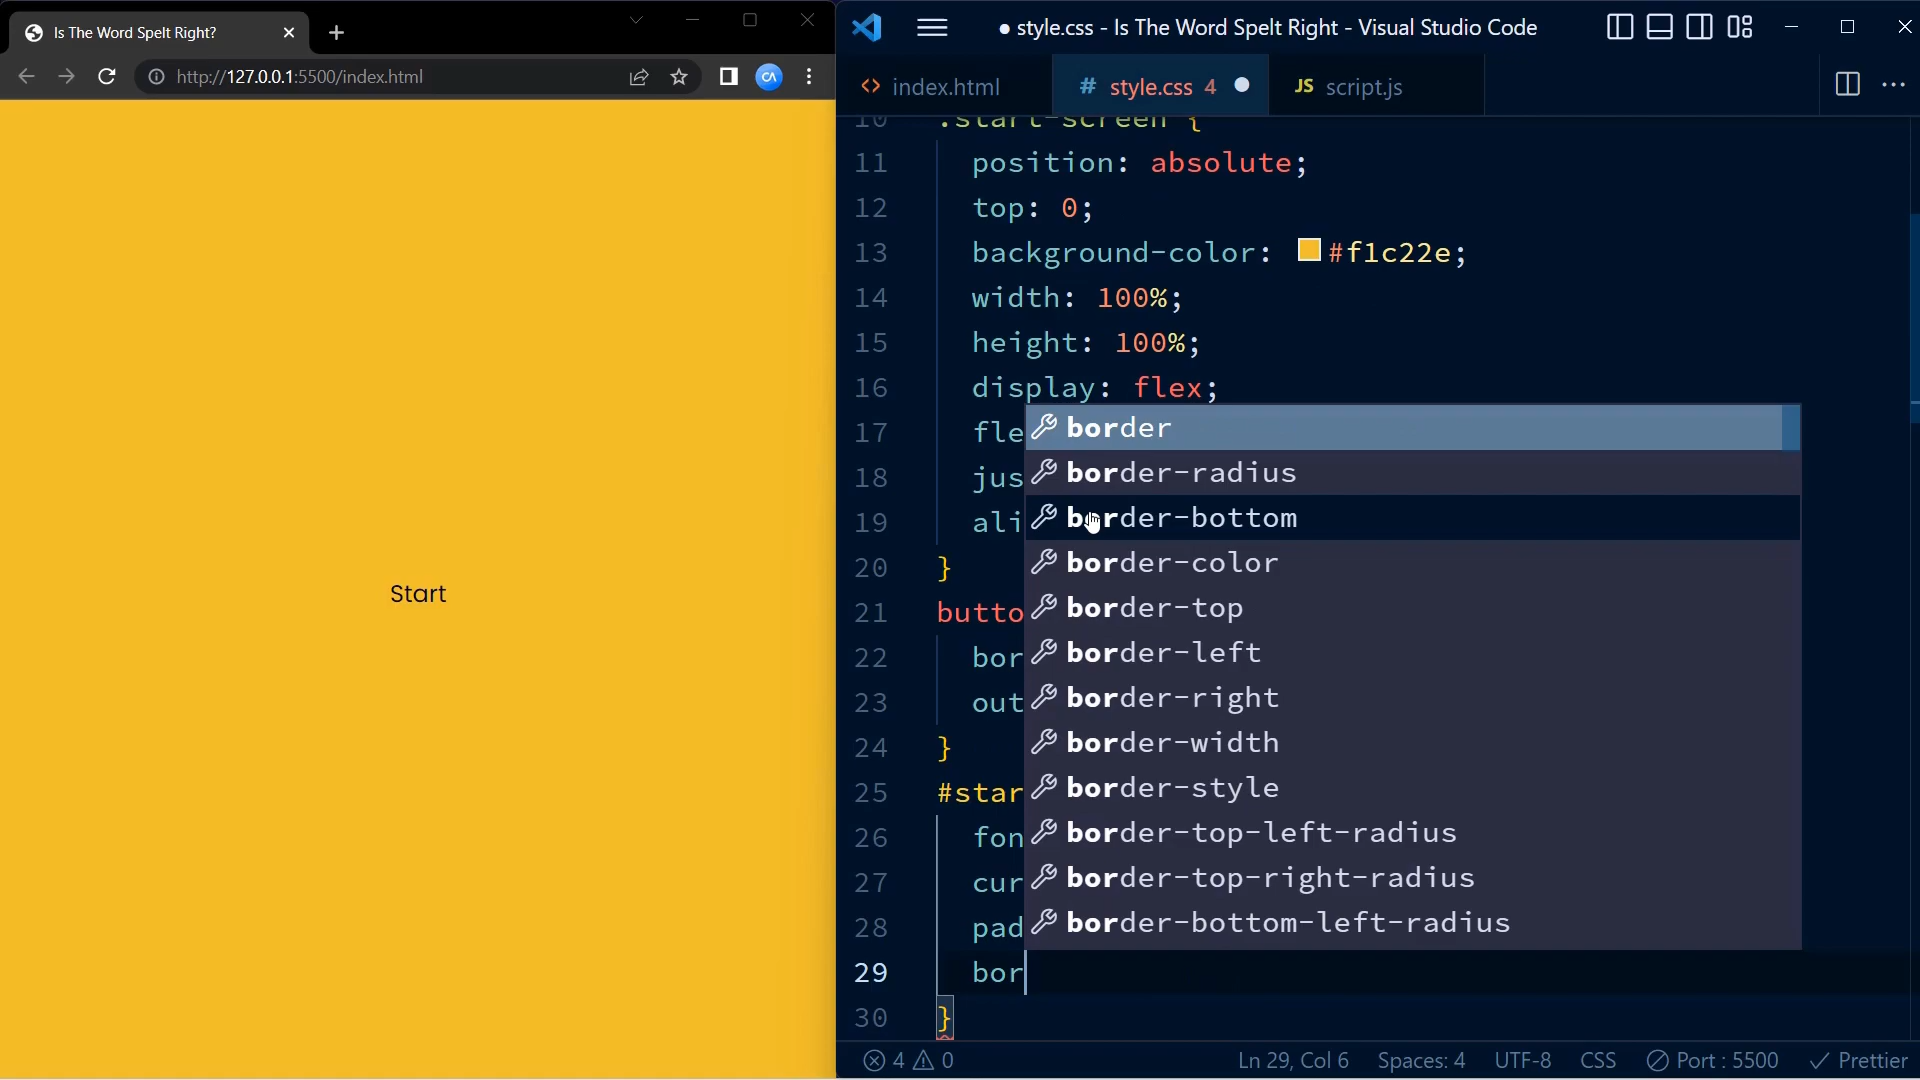 Is The Word Spelt Right?
http://127.0.0.1:5500/index.html
CA
Start
● style.css - Is The Word Spelt Right - Visual Studio Code
<> index.html
# style.css 4 ●
JS script.js
10 .start-screen {
11 position: absolute;
12 top: 0;
13 background-color: #f1c22e;
14 width: 100%;
15 height: 100%;
16 display: flex;
17 fle
18 jus
19 ali
20 }
21 butto
22 bor
23 out
24 }
25 #star
26 fon
27 cur
28 pad
29 bor
30 }
border
border-radius
border-bottom
border-color
border-top
border-left
border-right
border-width
border-style
border-top-left-radius
border-top-right-radius
border-bottom-left-radius
4 0 Ln 29, Col 6 Spaces: 4 UTF-8 CSS Port : 5500 Prettier